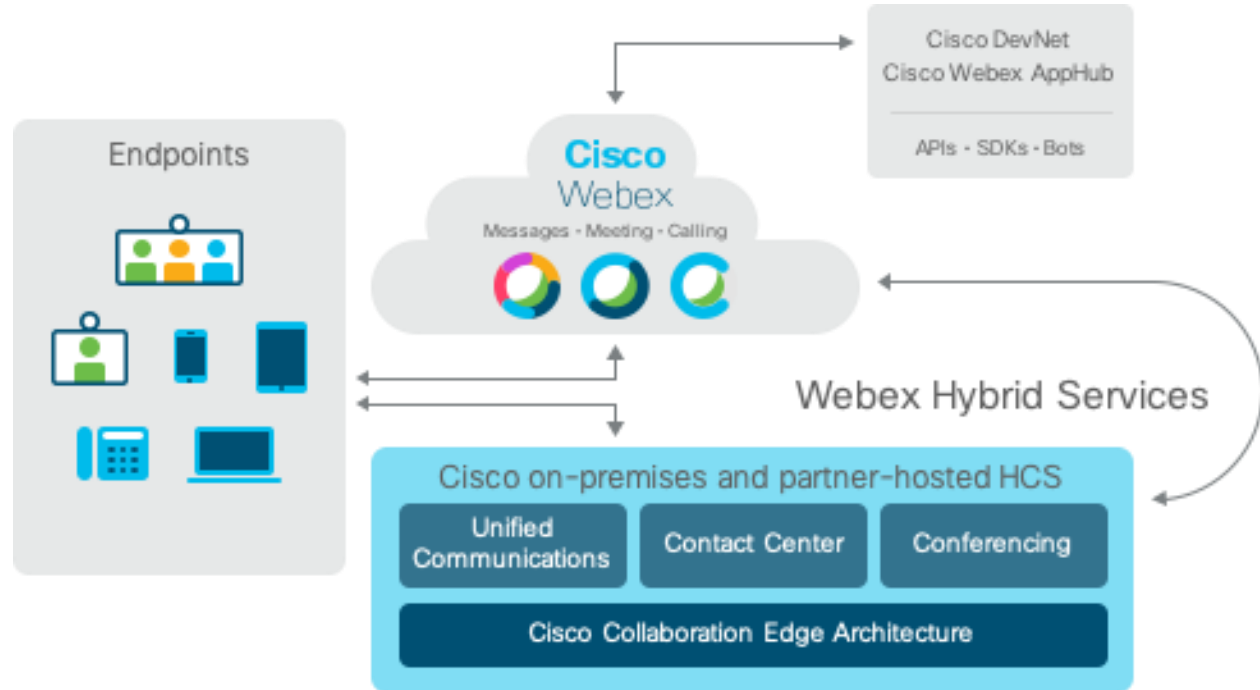 Cisco DevNet
Cisco Webex AppHub
APIs - SDKs - Bots
Endpoints
Cisco
Webex
Messages - Meeting - Calling
Webex Hybrid Services
Cisco on-premises and partner-hosted HCS
Unified
Communications
Contact Center
Conferencing
Cisco Collaboration Edge Architecture